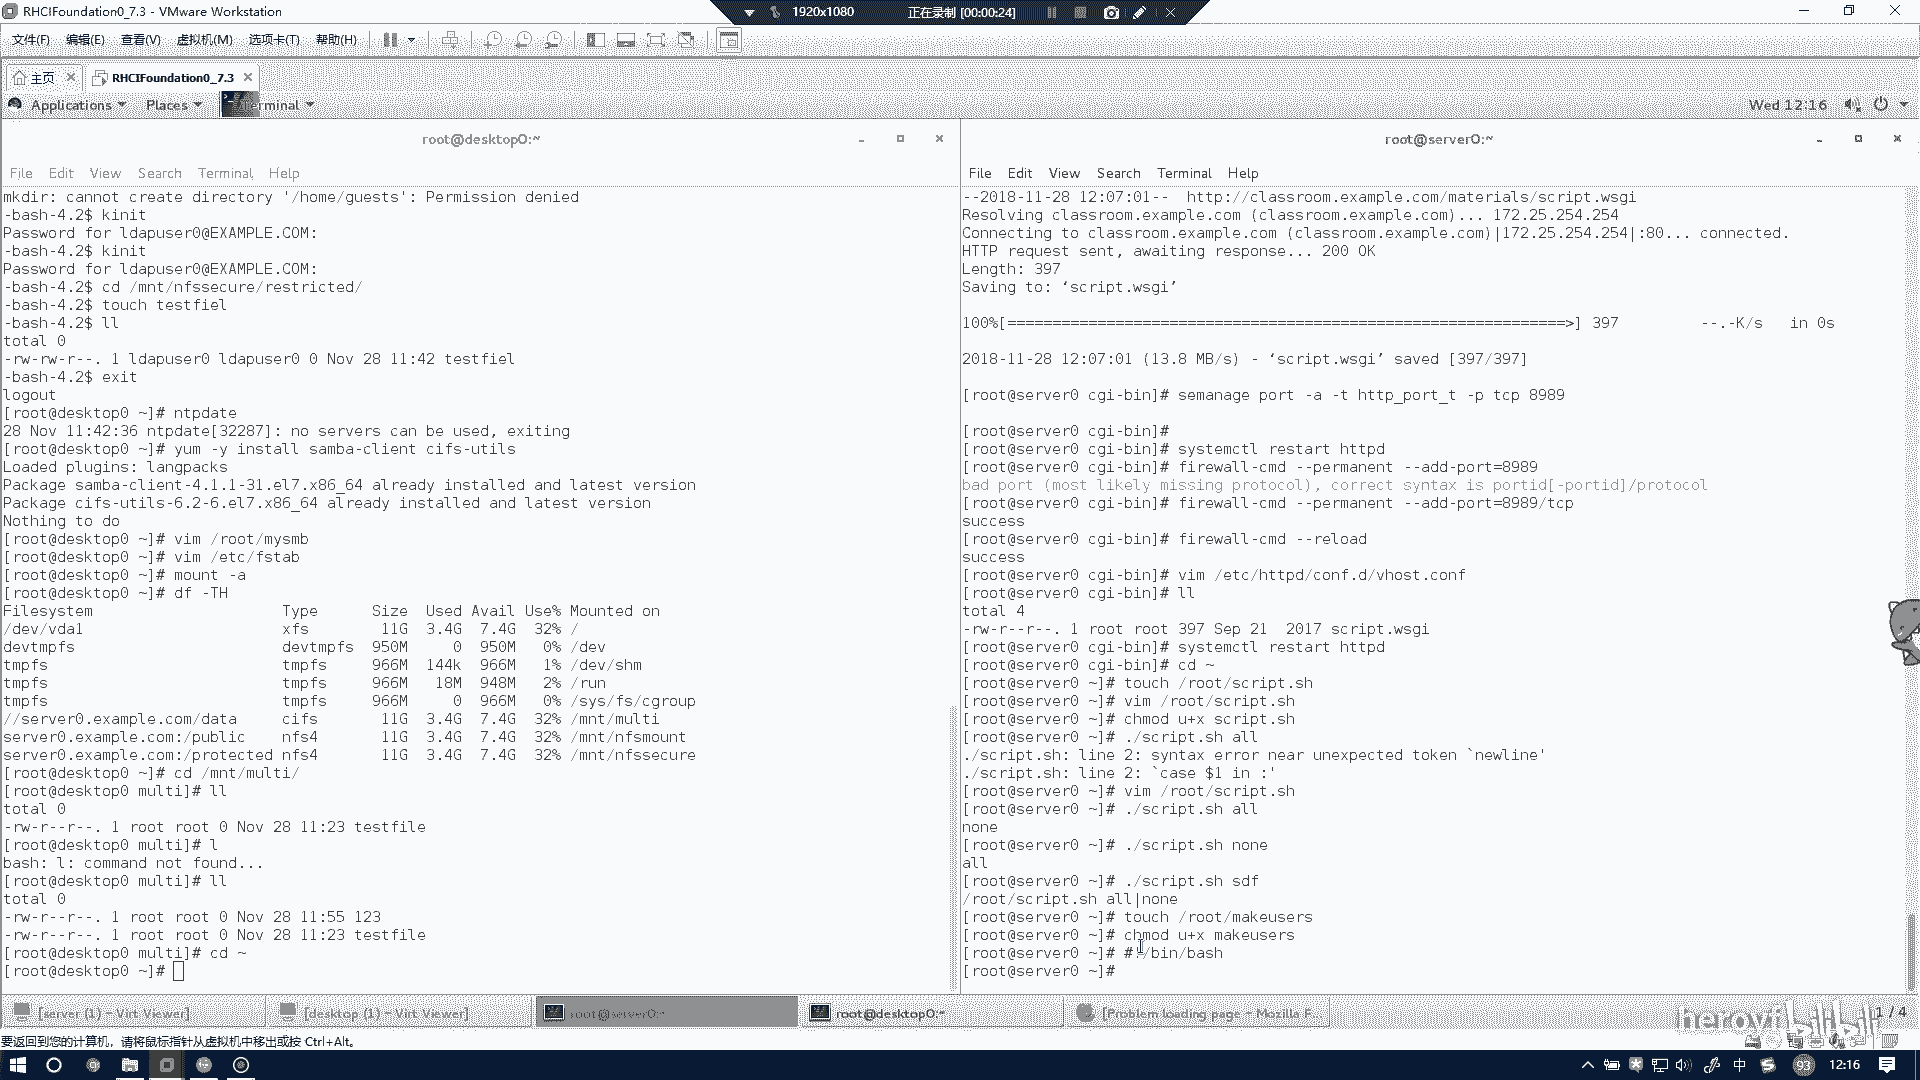 RHCIFoundation0_7.3 - VMware Workstation
1920x1080
正在录制 [00:00:24]
文件(F) 编辑(E) 查看(V) 虚拟机(M) 选项卡(T) 帮助(H)
主页 RHCIFoundation0_7.3
Applications Places Terminal Wed 12:16
root@desktop0:~
File Edit View Search Terminal Help
mkdir: cannot create directory '/home/guests': Permission denied
-bash-4.2$ kinit
Password for ldapuser0@EXAMPLE.COM:
-bash-4.2$ kinit
Password for ldapuser0@EXAMPLE.COM:
-bash-4.2$ cd /mnt/nfssecure/restricted/
-bash-4.2$ touch testfiel
-bash-4.2$ ll
total 0
-rw-rw-r--. 1 ldapuser0 ldapuser0 0 Nov 28 11:42 testfiel
-bash-4.2$ exit
logout
[root@desktop0 ~]# ntpdate
28 Nov 11:42:36 ntpdate[32287]: no servers can be used, exiting
[root@desktop0 ~]# yum -y install samba-client cifs-utils
Loaded plugins: langpacks
Package samba-client-4.1.1-31.el7.x86_64 already installed and latest version
Package cifs-utils-6.2-6.el7.x86_64 already installed and latest version
Nothing to do
[root@desktop0 ~]# vim /root/mysmb
[root@desktop0 ~]# vim /etc/fstab
[root@desktop0 ~]# mount -a
[root@desktop0 ~]# df -TH
Filesystem Type Size Used Avail Use% Mounted on
/dev/vda1 xfs 11G 3.4G 7.4G 32% /
devtmpfs devtmpfs 950M 0 950M 0% /dev
tmpfs tmpfs 966M 144k 966M 1% /dev/shm
tmpfs tmpfs 966M 18M 948M 2% /run
tmpfs tmpfs 966M 0 966M 0% /sys/fs/cgroup
//server0.example.com/data cifs 11G 3.4G 7.4G 32% /mnt/multi
server0.example.com:/public nfs4 11G 3.4G 7.4G 32% /mnt/nfsmount
server0.example.com:/protected nfs4 11G 3.4G 7.4G 32% /mnt/nfssecure
[root@desktop0 ~]# cd /mnt/multi/
[root@desktop0 multi]# ll
total 0
-rw-r--r--. 1 root root 0 Nov 28 11:23 testfile
[root@desktop0 multi]# l
bash: l: command not found...
[root@desktop0 multi]# ll
total 0
-rw-r--r--. 1 root root 0 Nov 28 11:55 123
-rw-r--r--. 1 root root 0 Nov 28 11:23 testfile
[root@desktop0 multi]# cd ~
[root@desktop0 ~]#
root@server0:~
File Edit View Search Terminal Help
--2018-11-28 12:07:01-- http://classroom.example.com/materials/script.wsgi
Resolving classroom.example.com (classroom.example.com)... 172.25.254.254
Connecting to classroom.example.com (classroom.example.com)|172.25.254.254|:80... connected.
HTTP request sent, awaiting response... 200 OK
Length: 397
Saving to: ‘script.wsgi’
100%[==============================================================>] 397 --.-K/s in 0s
2018-11-28 12:07:01 (13.8 MB/s) - ‘script.wsgi’ saved [397/397]
[root@server0 cgi-bin]# semanage port -a -t http_port_t -p tcp 8989
[root@server0 cgi-bin]#
[root@server0 cgi-bin]# systemctl restart httpd
[root@server0 cgi-bin]# firewall-cmd --permanent --add-port=8989
bad port (most likely missing protocol), correct syntax is portid[-portid]/protocol
[root@server0 cgi-bin]# firewall-cmd --permanent --add-port=8989/tcp
success
[root@server0 cgi-bin]# firewall-cmd --reload
success
[root@server0 cgi-bin]# vim /etc/httpd/conf.d/vhost.conf
[root@server0 cgi-bin]# ll
total 4
-rw-r--r--. 1 root root 397 Sep 21 2017 script.wsgi
[root@server0 cgi-bin]# systemctl restart httpd
[root@server0 cgi-bin]# cd ~
[root@server0 ~]# touch /root/script.sh
[root@server0 ~]# vim /root/script.sh
[root@server0 ~]# chmod u+x script.sh
[root@server0 ~]# ./script.sh all
./script.sh: line 2: syntax error near unexpected token `newline'
./script.sh: line 2: `case $1 in :'
[root@server0 ~]# vim /root/script.sh
[root@server0 ~]# ./script.sh all
none
[root@server0 ~]# ./script.sh none
all
[root@server0 ~]# ./script.sh sdf
/root/script.sh all|none
[root@server0 ~]# touch /root/makeusers
[root@server0 ~]# chmod u+x makeusers
[root@server0 ~]# #!/bin/bash
[root@server0 ~]#
[server (1) - Virt Viewer] [desktop (1) - Virt Viewer] root@server0:~ root@desktop0:~ [Problem loading page - Mozilla F... 1 / 4
bilibili
要返回到您的计算机，请将鼠标指针从虚拟机中移出或按 Ctrl+Alt。
中 93 12:16